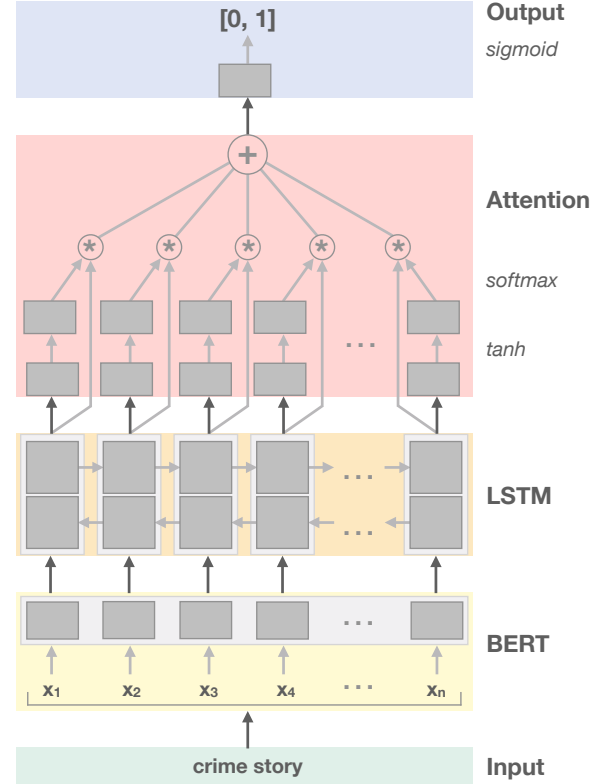 [0, 1]
Output
sigmoid
+
Attention
* * * * *
softmax
tanh
...
...
LSTM
...
...
BERT
x1 x2 x3 x4 ... xn
crime story
Input